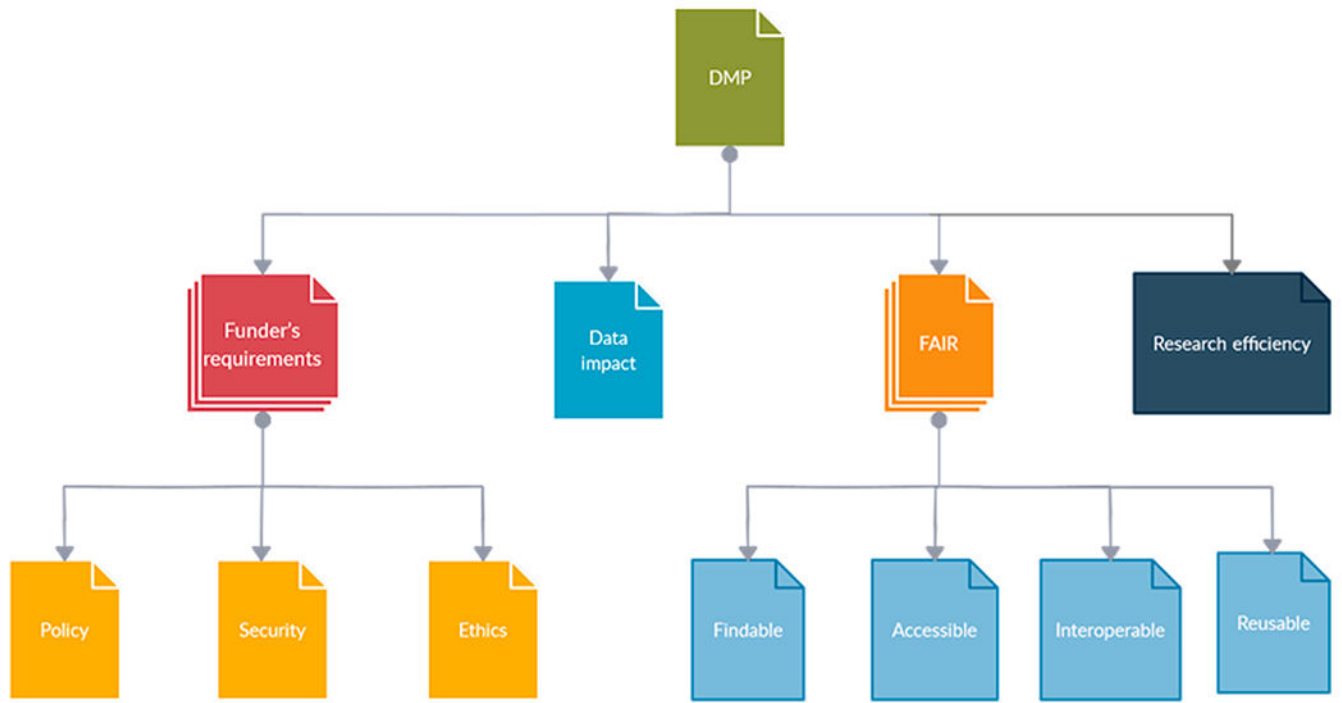 DMP
Funder's
requirements
Data
impact
FAIR
Research efficiency
Policy
Security
Ethics
Findable
Accessible
Interoperable
Reusable